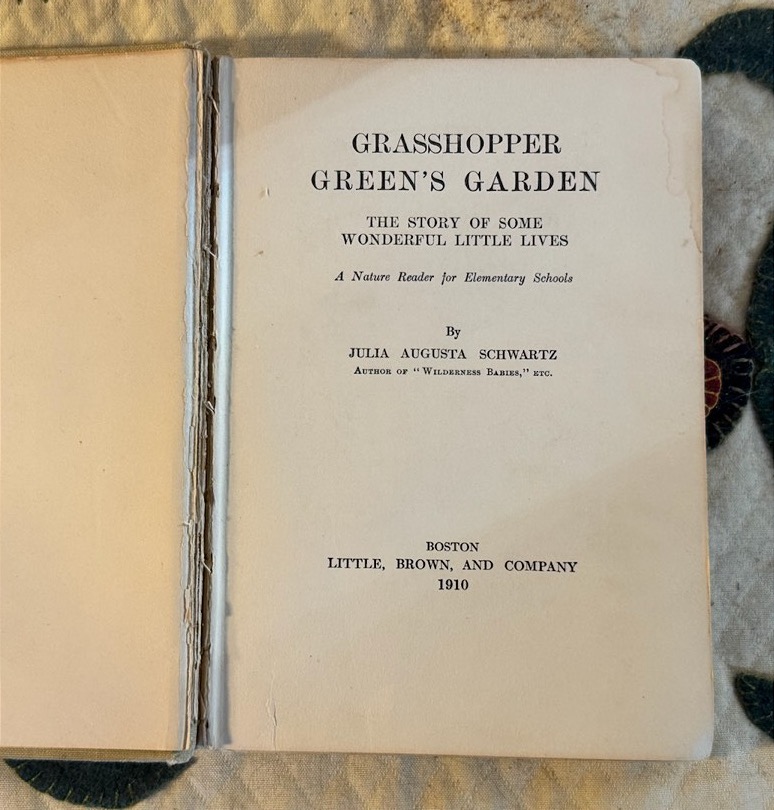 GRASSHOPPER
GREEN'S GARDEN
THE STORY OF SOME
WONDERFUL LITTLE LIVES
A Nature Reader for Elementary Schools
By
JULIA AUGUSTA SCHWARTZ
AUTHOR OF "WILDERNESS BABIES," ETC.
BOSTON
LITTLE, BROWN, AND COMPANY
1910